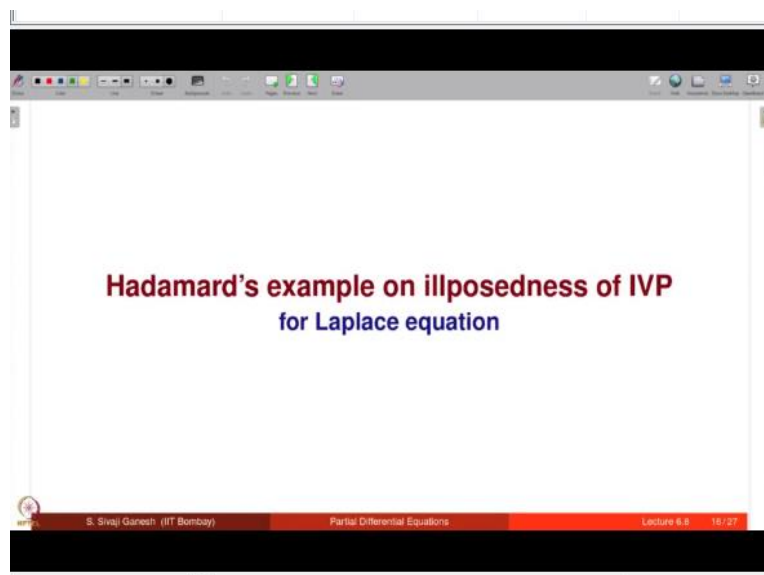 Hadamard's example on illposedness of IVP
for Laplace equation
S. Sivaji Ganesh (IIT Bombay)
Partial Differential Equations
Lecture 6.8
16/27